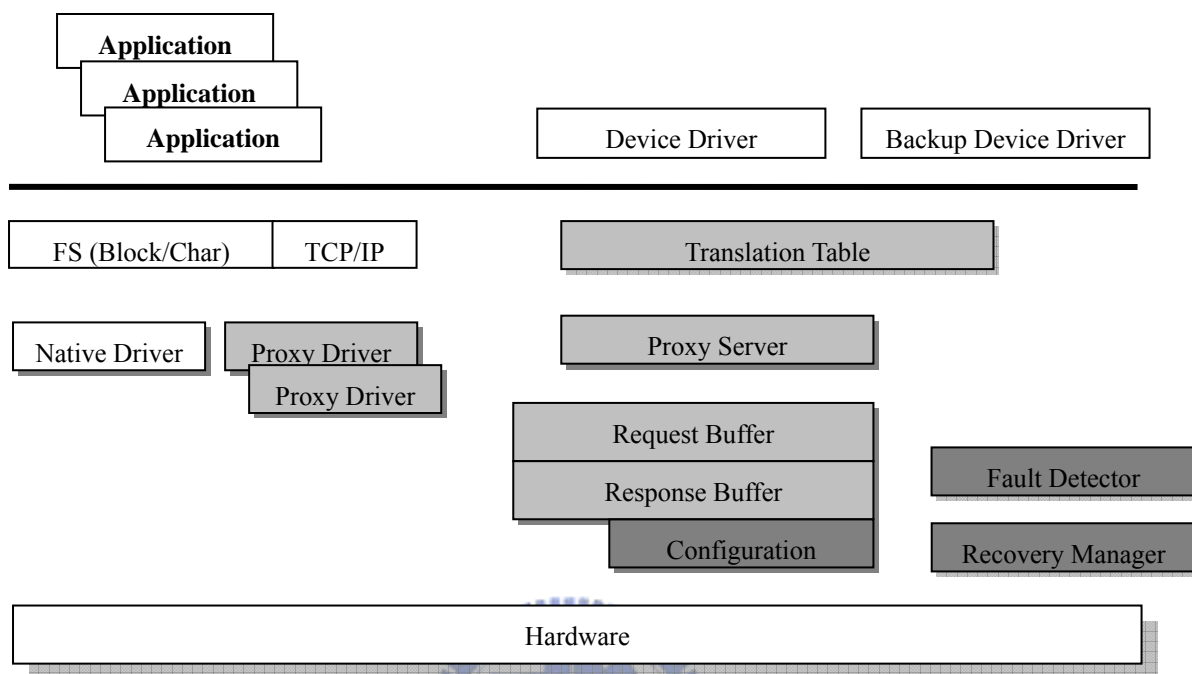 Application
Application
Application
Device Driver
Backup Device Driver
FS (Block/Char)
TCP/IP
Translation Table
Native Driver
Proxy Driver
Proxy Driver
Proxy Server
Request Buffer
Response Buffer
Configuration
Fault Detector
Recovery Manager
Hardware